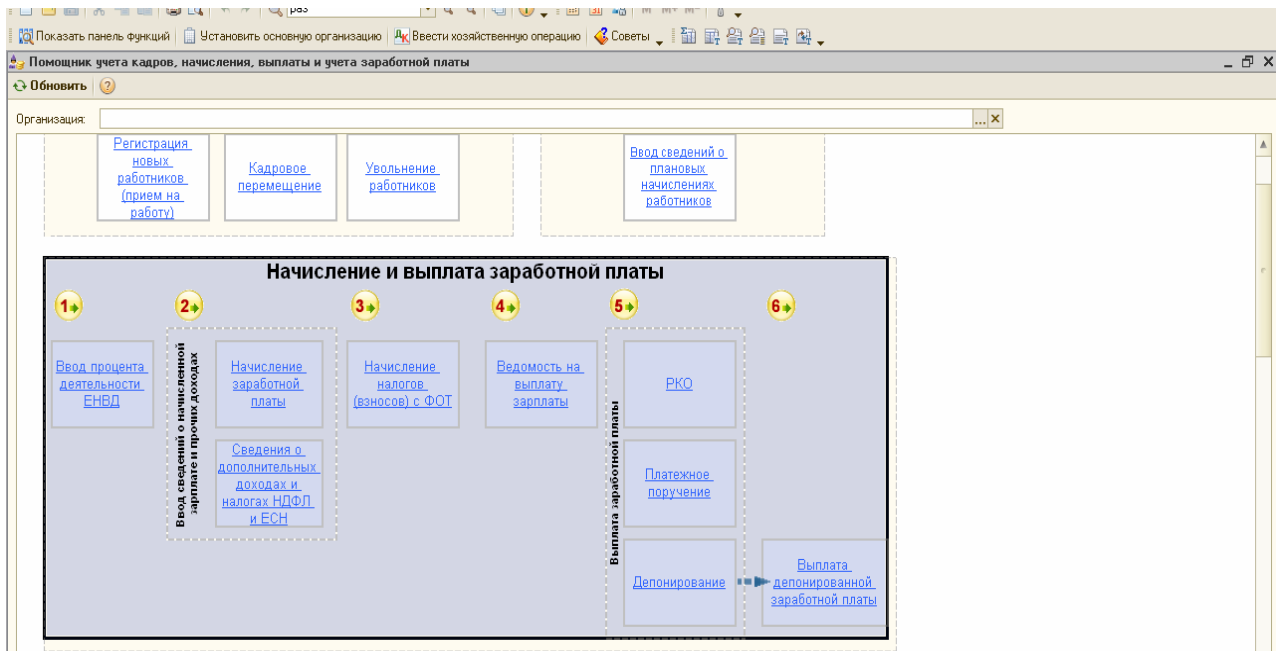 раз
М М+ М-
Показать панель функций Установить основную организацию Ввести хозяйственную операцию Советы
Помощник учета кадров, начисления, выплаты и учета заработной платы
Обновить
Организация:
Регистрация
новых
работников
(прием на
работу)
Кадровое
перемещение
Увольнение
работников
Ввод сведений о
плановых
начислениях
работников
Начисление и выплата заработной платы
1 2 3 4 5 6
Ввод процента
деятельности
ЕНВД
Ввод сведений о начисленной
зарплате и прочих доходах
Начисление
заработной
платы
Сведения о
дополнительных
доходах и
налогах НДФЛ
и ЕСН
Начисление
налогов
(взносов) с ФОТ
Ведомость на
выплату
зарплаты
Выплата заработной платы
РКО
Платежное
поручение
Депонирование
Выплата
депонированной
заработной платы